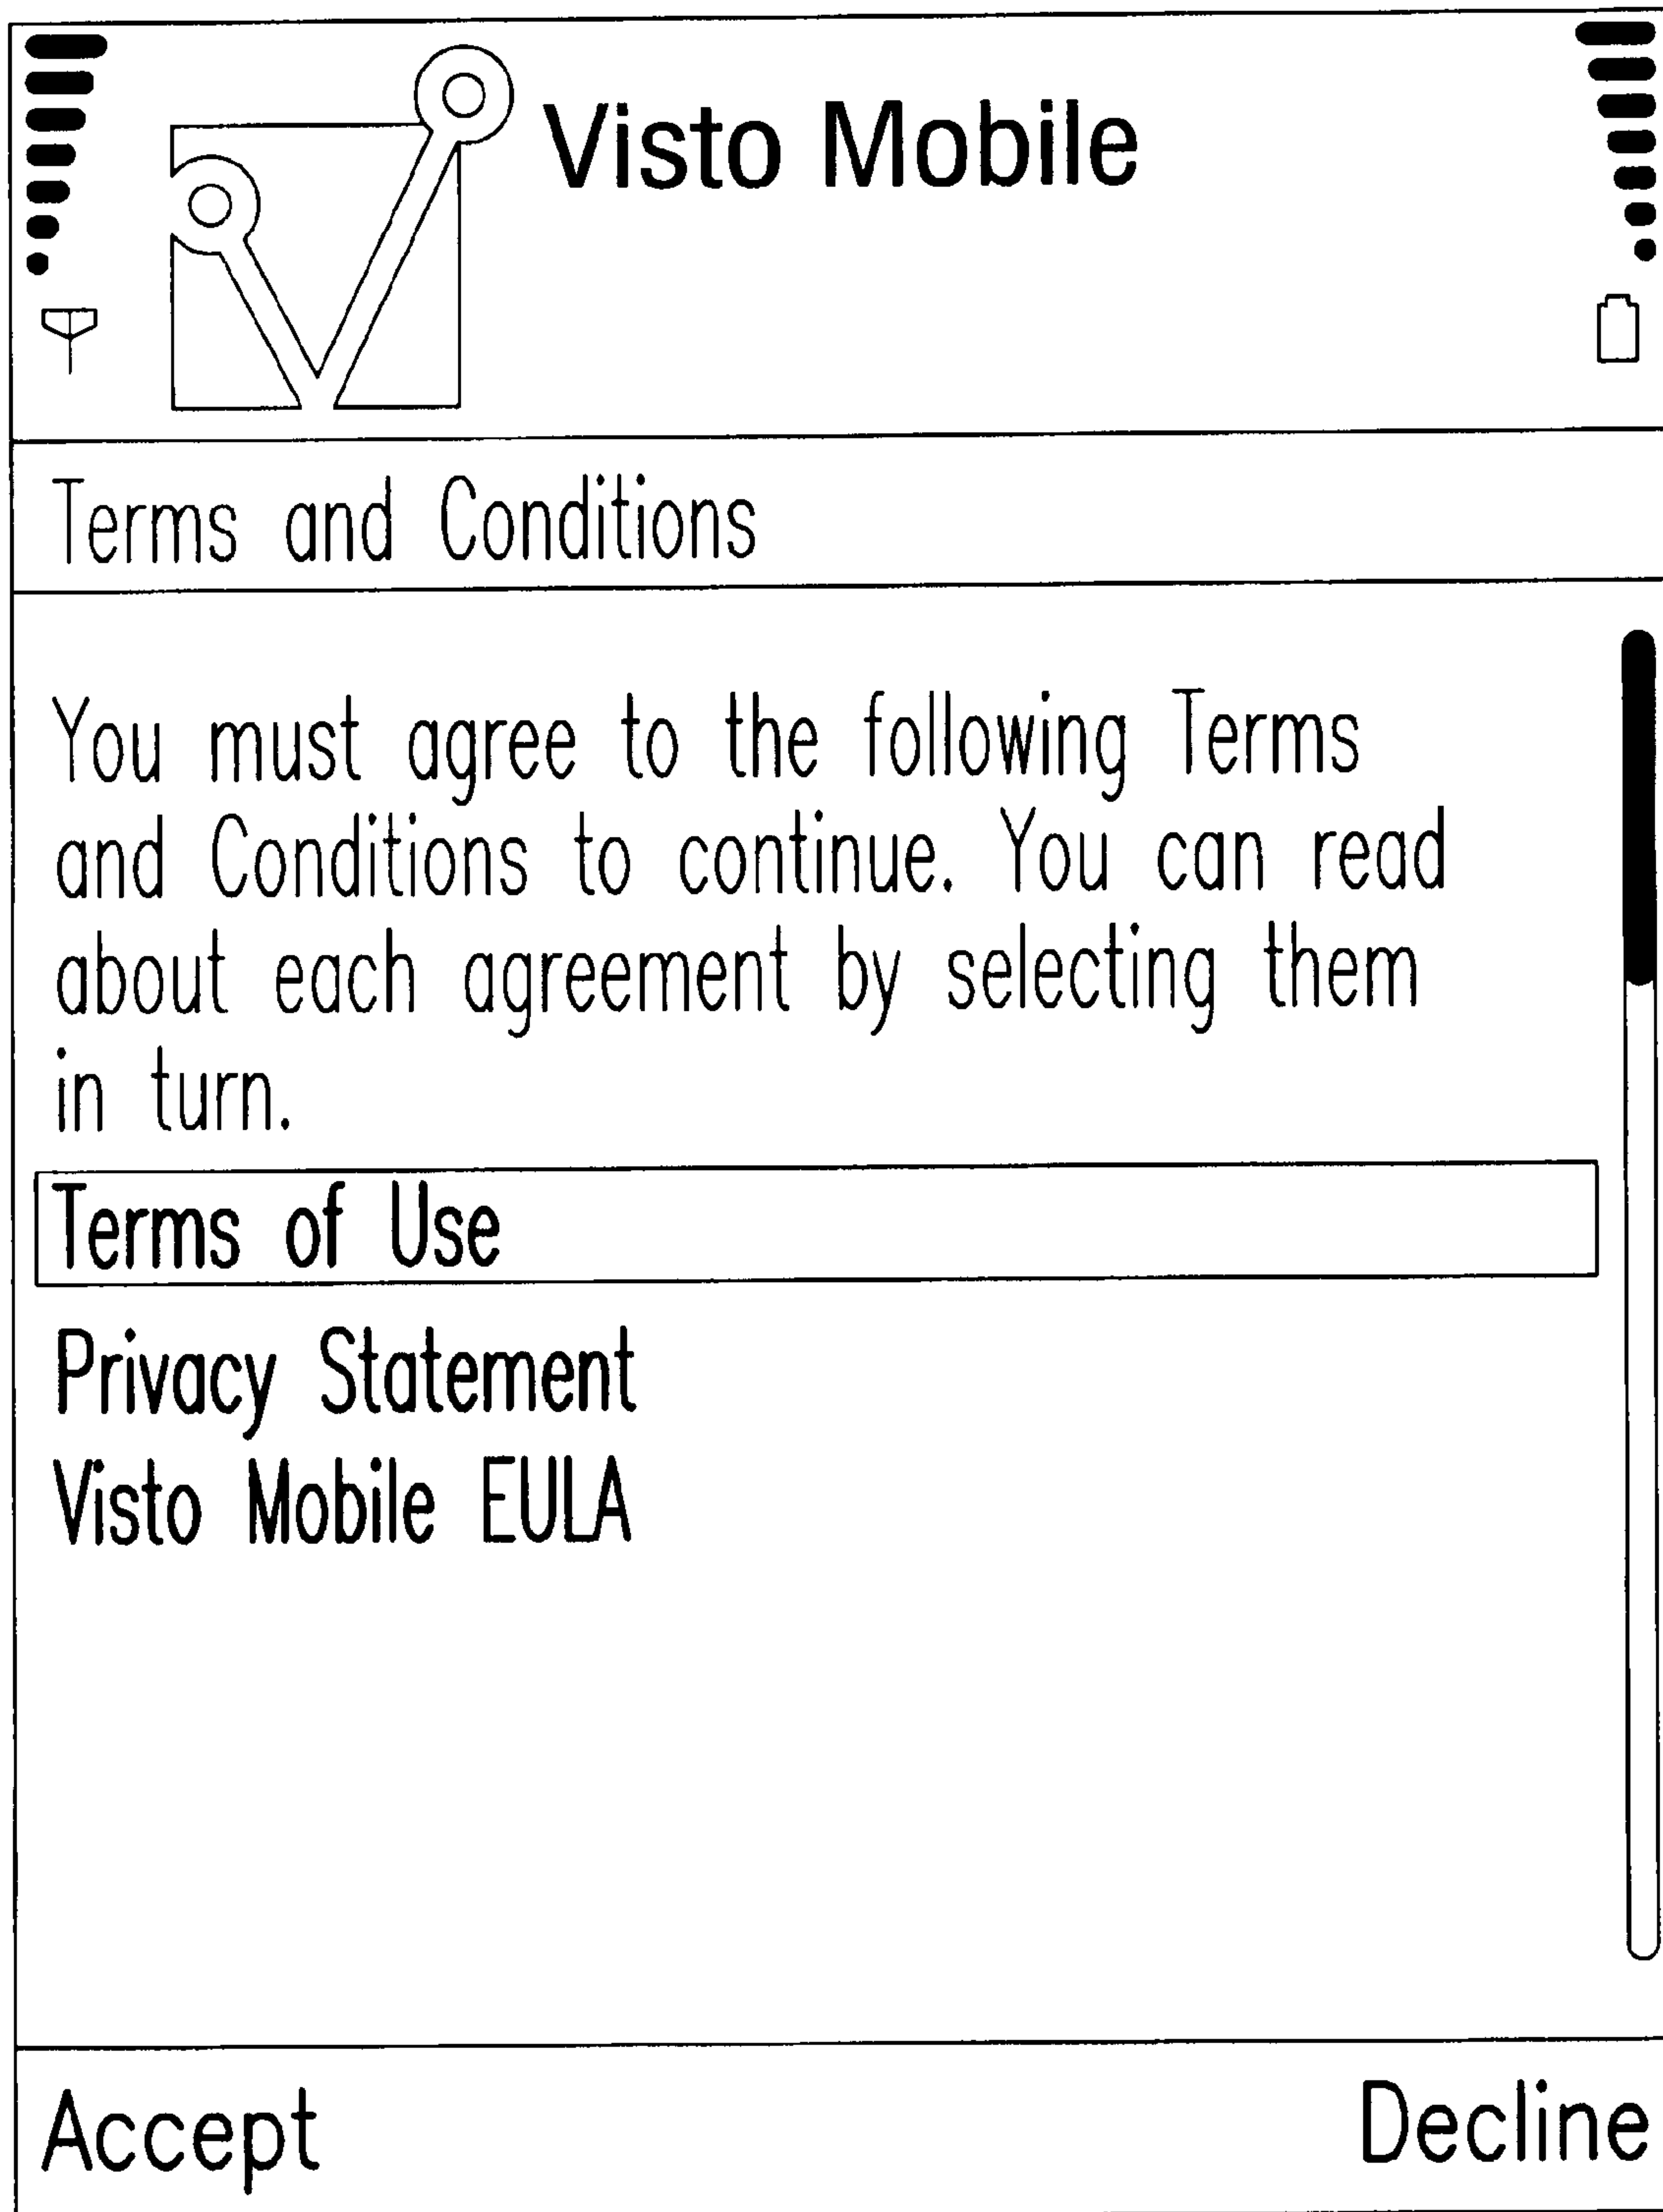 Visto Mobile
Terms and Conditions
You must agree to the following Terms
and Conditions to continue. You can read
about each agreement by selecting them
in turn.
Terms of Use
Privacy Statement
Visto Mobile EULA
Accept Decline